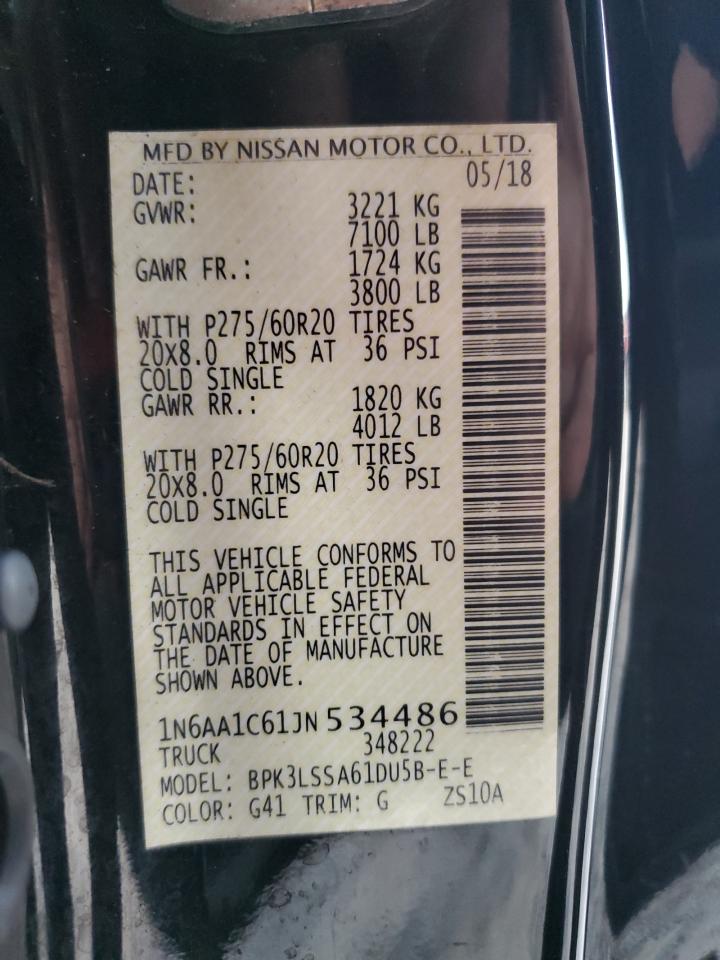 MFD BY NISSAN MOTOR CO., LTD.
DATE: 05/18
GVWR: 3221 KG
7100 LB
GAWR FR.: 1724 KG
3800 LB
WITH P275/60R20 TIRES
20X8.0 RIMS AT 36 PSI
COLD SINGLE
GAWR RR.: 1820 KG
4012 LB
WITH P275/60R20 TIRES
20X8.0 RIMS AT 36 PSI
COLD SINGLE
THIS VEHICLE CONFORMS TO
ALL APPLICABLE FEDERAL
MOTOR VEHICLE SAFETY
STANDARDS IN EFFECT ON
THE DATE OF MANUFACTURE
SHOWN ABOVE.
1N6AA1C61JN534486
TRUCK 348222
MODEL: BPK3LSSA61DU5B-E-E
COLOR: G41 TRIM: G ZS10A